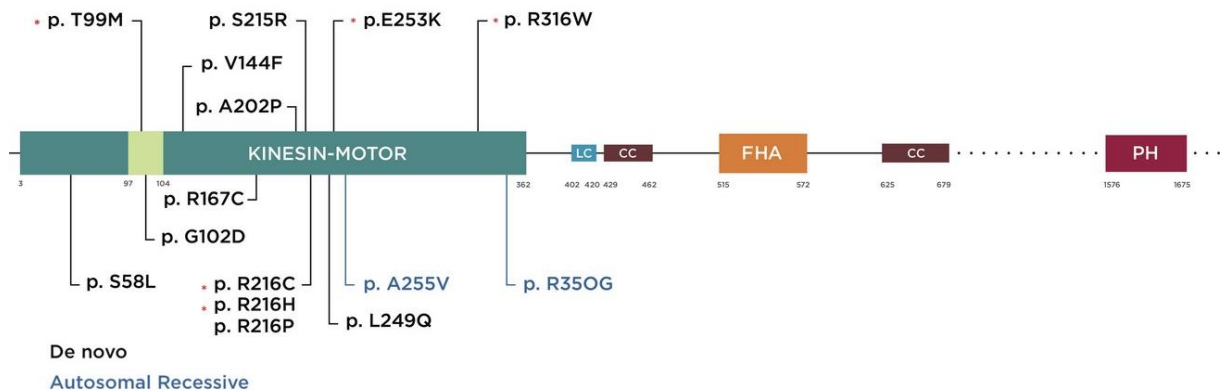 * p. T99M
p. S215R
* p.E253K
* p. R316W
p. V144F
p. A202P
KINESIN-MOTOR
LC
CC
FHA
CC
PH
3
97
104
362
402
420
429
462
515
572
625
679
1576
1675
p. R167C
p. G102D
p. S58L
* p. R216C
* p. R216H
p. R216P
p. L249Q
p. A255V
p. R35OG
De novo
Autosomal Recessive